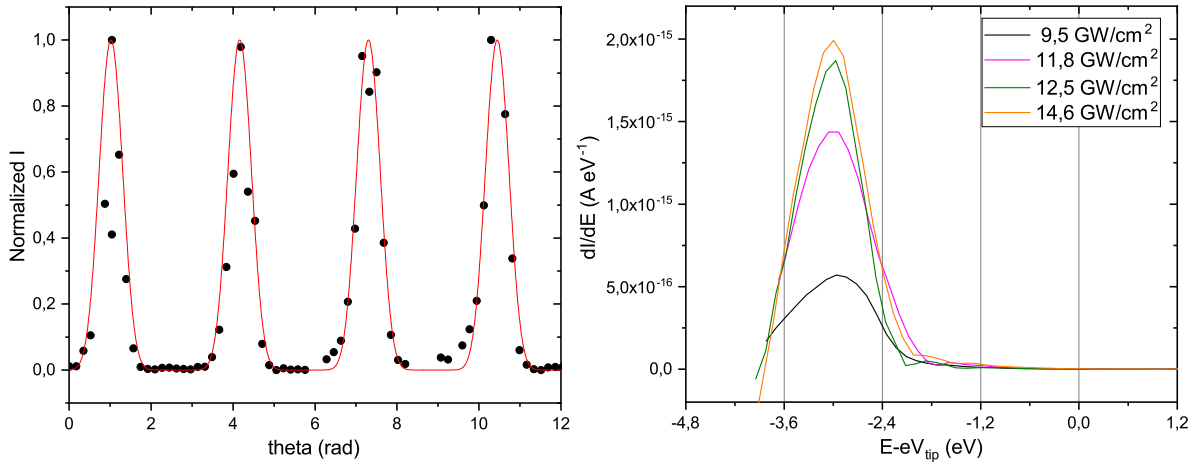 1,0
0,8
0,6
0,4
0,2
0,0
Normalized I
0 2 4 6 8 10 12
theta (rad)
9,5 GW/cm²
11,8 GW/cm²
12,5 GW/cm²
14,6 GW/cm²
2,0x10⁻¹⁵
1,5x10⁻¹⁵
1,0x10⁻¹⁵
5,0x10⁻¹⁶
0,0
dI/dE (A eV⁻¹)
-4,8 -3,6 -2,4 -1,2 0,0 1,2
E-eVₜᵢₚ (eV)